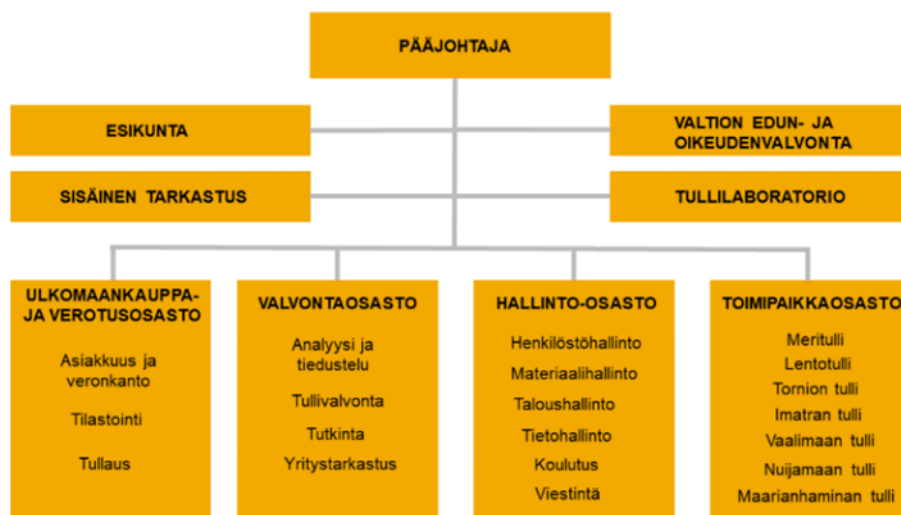 PÄÄJOHTAJA
ESIKUNTA
VALTION EDUN- JA
OIKEUDENVALVONTA
SISÄINEN TARKASTUS
TULLILABORATORIO
ULKOMAANKAUPPA-
JA VEROTUSOSASTO
Asiakkuus ja
veronkanto
Tilastointi
Tullaus
VALVONTAOSASTO
Analyysi ja
tiedustelu
Tullivalvonta
Tutkinta
Yritystarkastus
HALLINTO-OSASTO
Henkilöstöhallinto
Materiaalihallinto
Taloushallinto
Tietohallinto
Koulutus
Viestintä
TOIMIPAIKKAOSASTO
Meritulli
Lentotulli
Tornion tulli
Imatran tulli
Vaalimaan tulli
Nuijamaan tulli
Maarianhaminan tulli